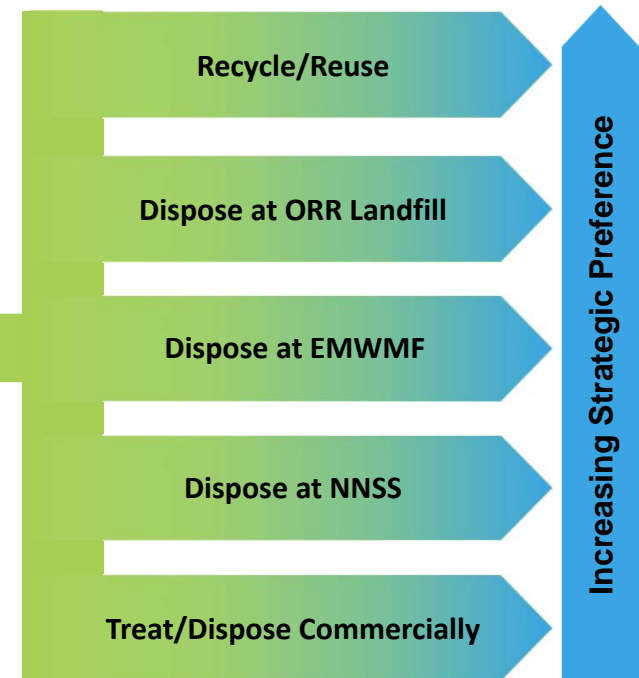 Recycle/Reuse
Dispose at ORR Landfill
Dispose at EMWMF
Dispose at NNSS
Treat/Dispose Commercially
Increasing Strategic Preference